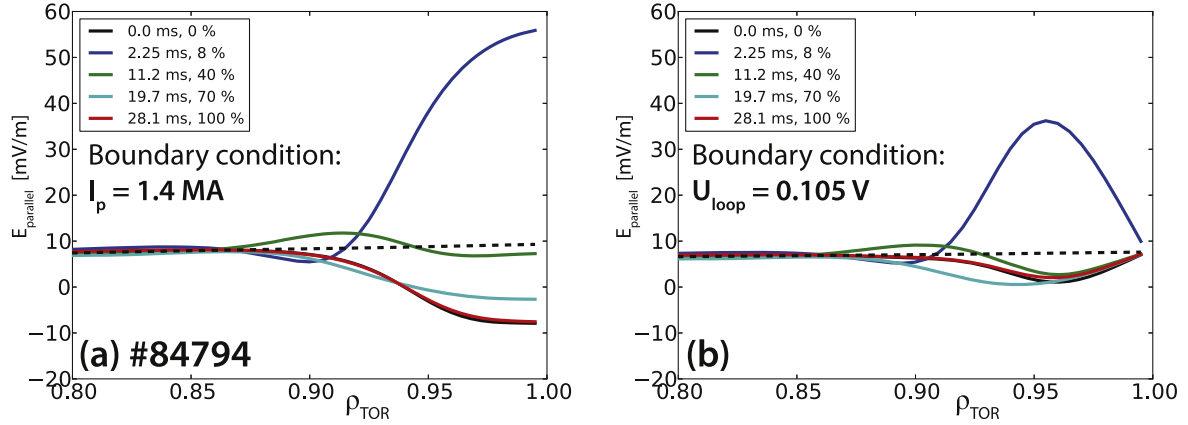 60
50
40
30
20
10
0
−10
−20
E_parallel [mV/m]
0.0 ms, 0 %
2.25 ms, 8 %
11.2 ms, 40 %
19.7 ms, 70 %
28.1 ms, 100 %
Boundary condition:
I_p = 1.4 MA
(a) #84794
0.80 0.85 0.90 0.95 1.00
ρ_TOR
60
50
40
30
20
10
0
−10
−20
E_parallel [mV/m]
0.0 ms, 0 %
2.25 ms, 8 %
11.2 ms, 40 %
19.7 ms, 70 %
28.1 ms, 100 %
Boundary condition:
U_loop = 0.105 V
(b)
0.80 0.85 0.90 0.95 1.00
ρ_TOR